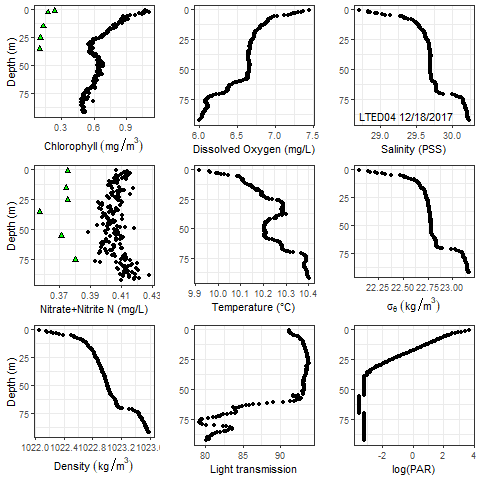 0
25
50
75
0.3 0.6 0.9
Depth (m)
Chlorophyll (mg/m³)
0
25
50
75
6.0 6.5 7.0 7.5
Dissolved Oxygen (mg/L)
0
25
50
75
LTED04 12/18/2017
29.0 29.5 30.0
Salinity (PSS)
0
25
50
75
0.37 0.39 0.41 0.43
Depth (m)
Nitrate+Nitrite N (mg/L)
0
25
50
75
9.9 10.0 10.1 10.2 10.3 10.4
Temperature (°C)
0
25
50
75
22.25 22.50 22.75 23.00
σθ (kg/m³)
0
25
50
75
1022.0 1022.4 1022.8 1023.2 1023.
Depth (m)
Density (kg/m³)
0
25
50
75
80 85 90
Light transmission
0
25
50
75
-2 0 2 4
log(PAR)